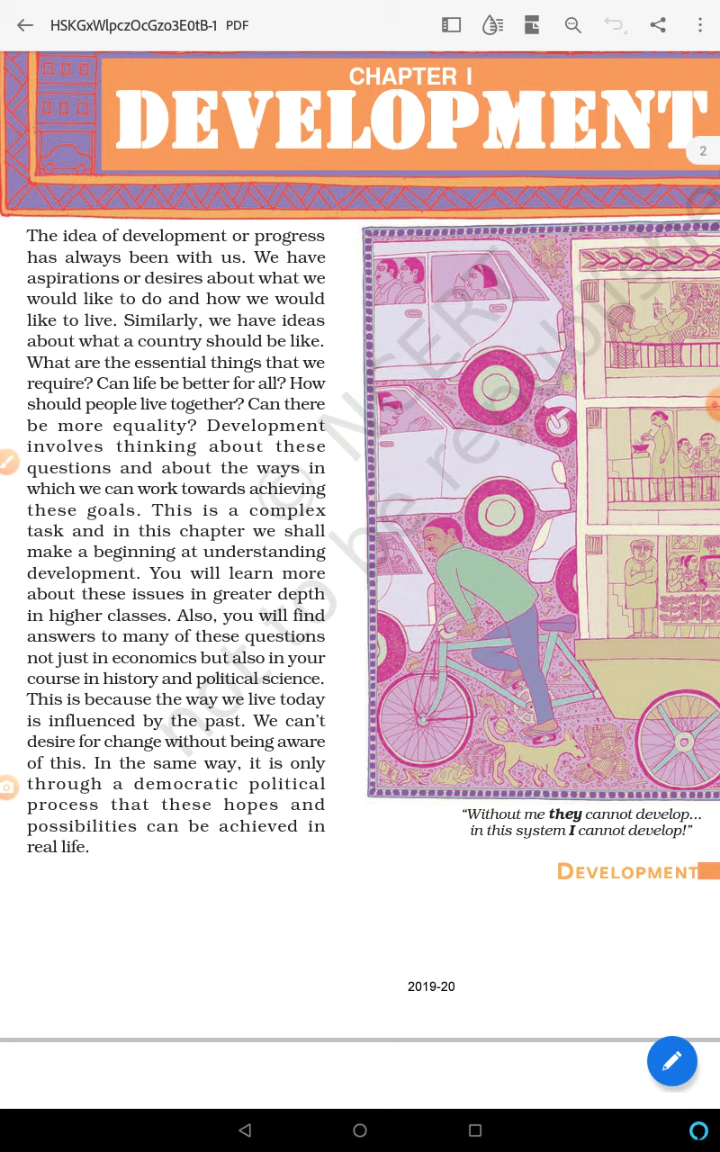 HSKGxWlpczOcGzo3E0tB-1 PDF
CHAPTER I
DEVELOPMENT
2
The idea of development or progress
has always been with us. We have
aspirations or desires about what we
would like to do and how we would
like to live. Similarly, we have ideas
about what a country should be like.
What are the essential things that we
require? Can life be better for all? How
should people live together? Can there
be more equality? Development
involves thinking about these
questions and about the ways in
which we can work towards achieving
these goals. This is a complex
task and in this chapter we shall
make a beginning at understanding
development. You will learn more
about these issues in greater depth
in higher classes. Also, you will find
answers to many of these questions
not just in economics but also in your
course in history and political science.
This is because the way we live today
is influenced by the past. We can't
desire for change without being aware
of this. In the same way, it is only
through a democratic political
process that these hopes and
possibilities can be achieved in
real life.
© NCERT
not to be republishe
“Without me they cannot develop...
in this system I cannot develop!”
DEVELOPMENT
2019-20